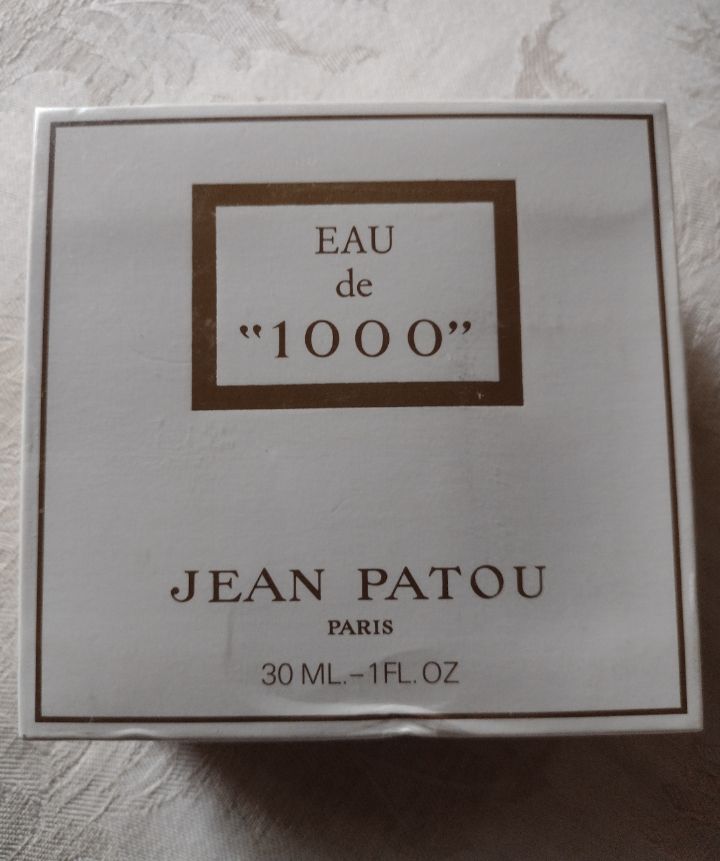 EAU
de
“1000”
JEAN PATOU
PARIS
30 ML.–1FL. OZ